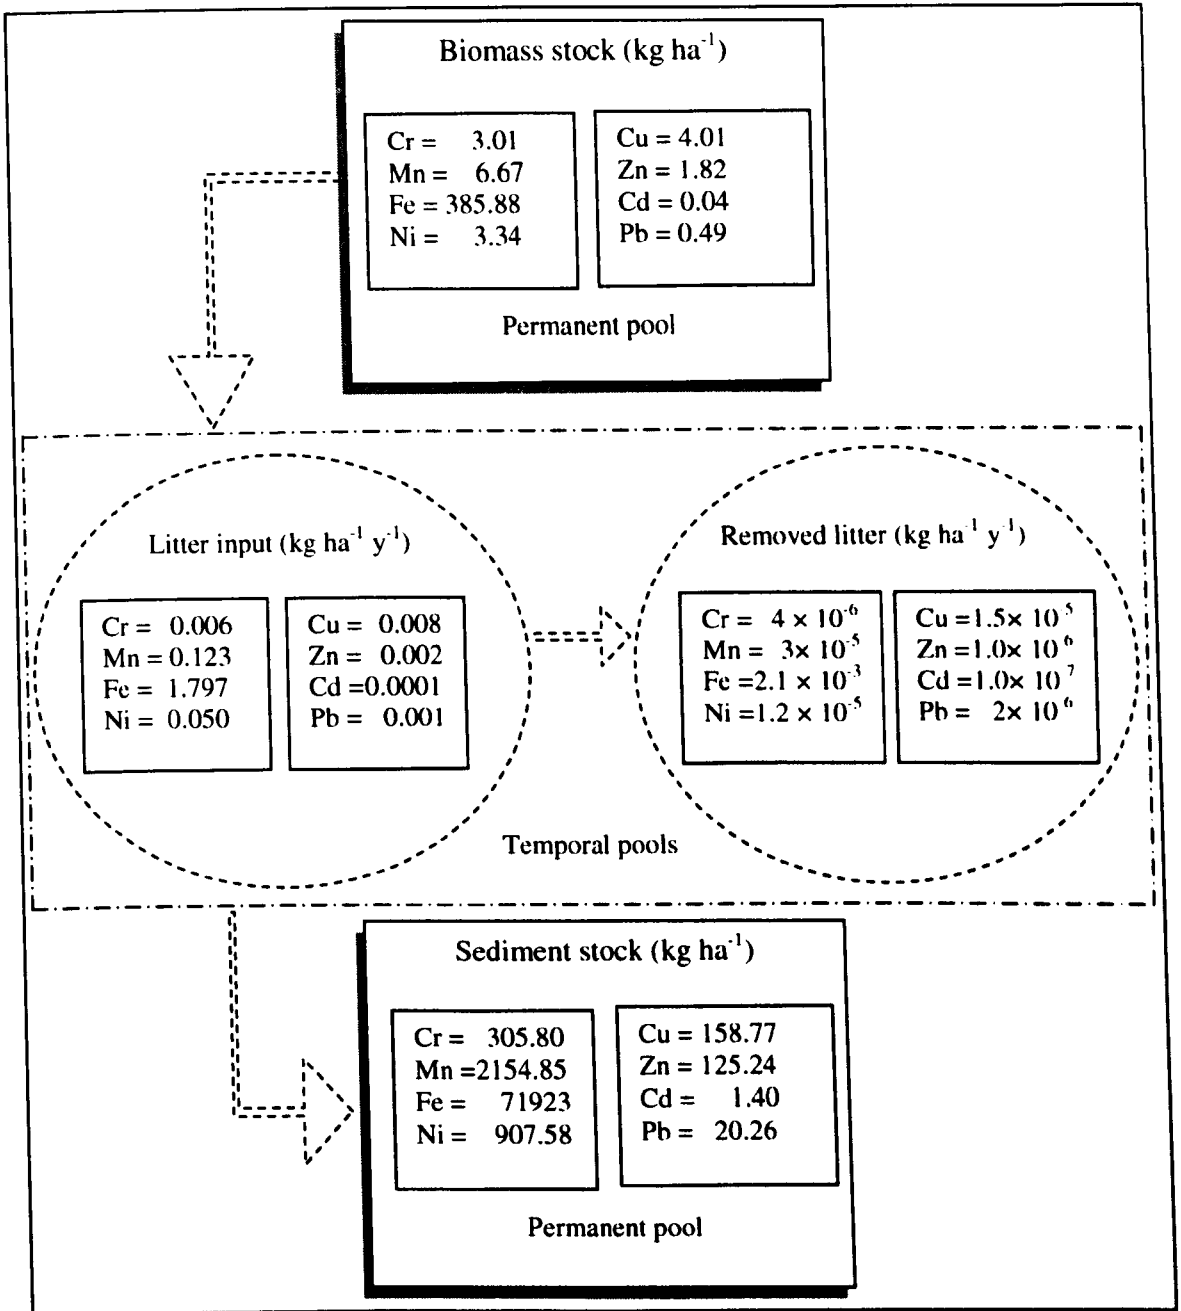 Biomass stock (kg ha⁻¹)
Cr = 3.01
Mn = 6.67
Fe = 385.88
Ni = 3.34
Cu = 4.01
Zn = 1.82
Cd = 0.04
Pb = 0.49
Permanent pool
Litter input (kg ha⁻¹ y⁻¹)
Cr = 0.006
Mn = 0.123
Fe = 1.797
Ni = 0.050
Cu = 0.008
Zn = 0.002
Cd =0.0001
Pb = 0.001
Removed litter (kg ha⁻¹ y⁻¹)
Cr = 4 × 10⁻⁶
Mn = 3× 10⁻⁵
Fe =2.1 × 10⁻³
Ni =1.2 × 10⁻⁵
Cu =1.5× 10⁻⁵
Zn =1.0× 10⁻⁶
Cd =1.0× 10⁻⁷
Pb = 2× 10⁻⁶
Temporal pools
Sediment stock (kg ha⁻¹)
Cr = 305.80
Mn =2154.85
Fe = 71923
Ni = 907.58
Cu = 158.77
Zn = 125.24
Cd = 1.40
Pb = 20.26
Permanent pool